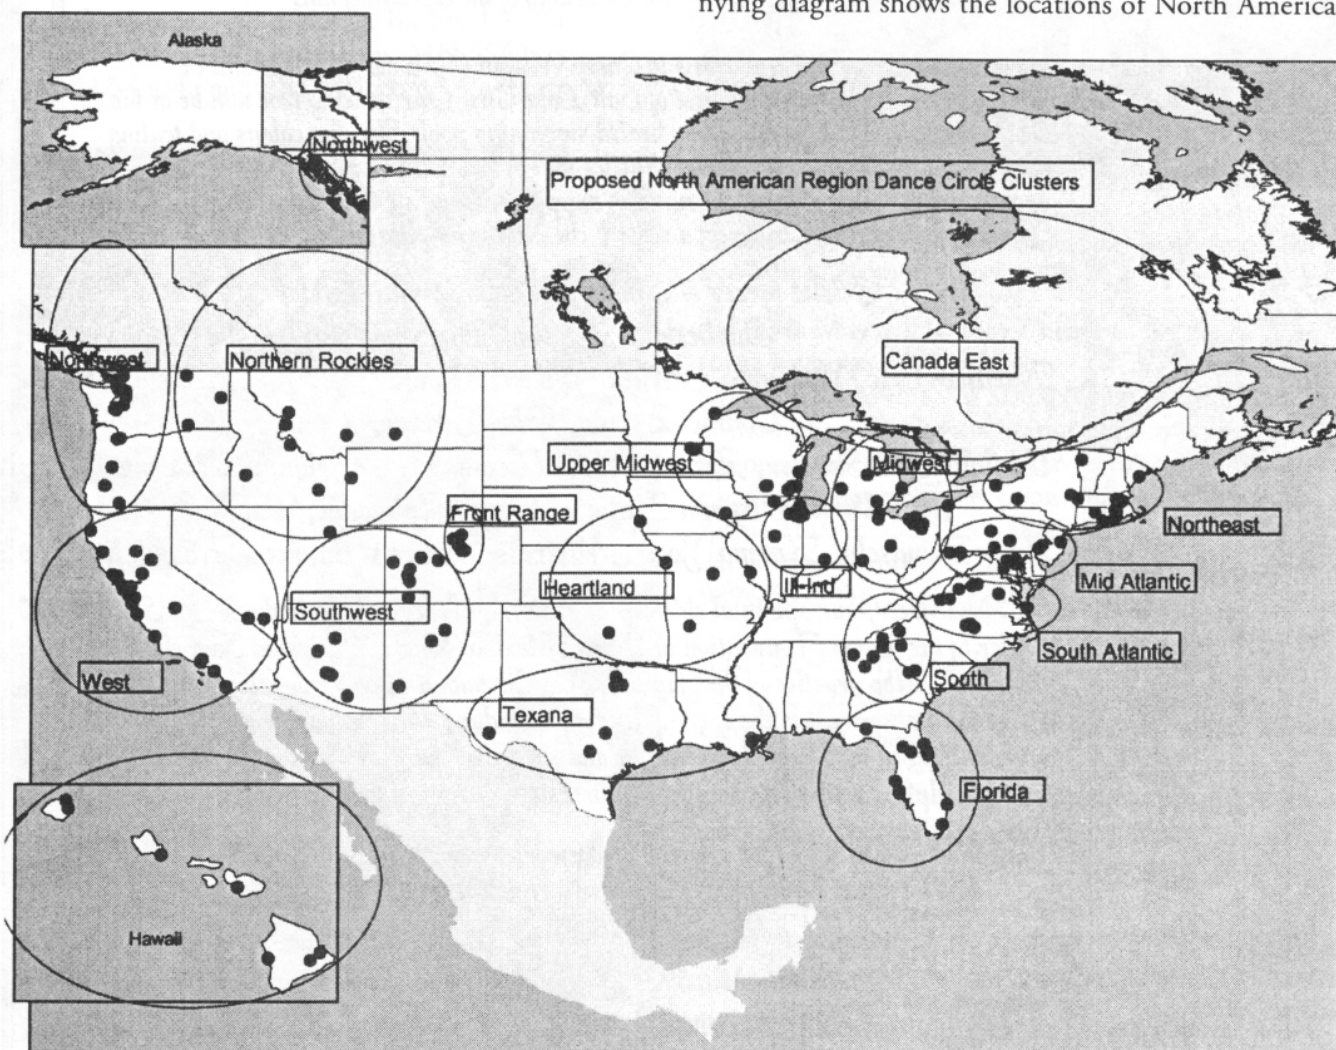 nying diagram shows the locations of North America
Alaska
Northwest
Proposed North American Region Dance Circle Clusters
Northwest
Northern Rockies
Canada East
Upper Midwest
Midwest
Front Range
Northeast
Heartland
Ill-Ind
Mid Atlantic
Southwest
South Atlantic
West
South
Texana
Florida
Hawaii